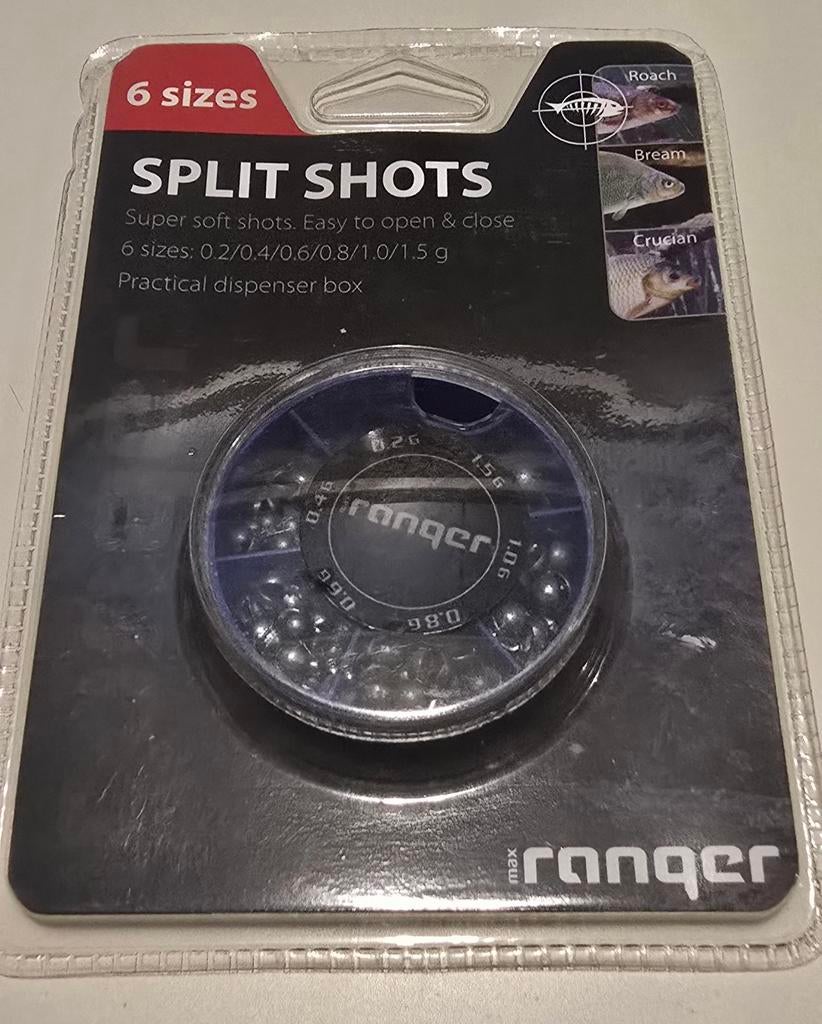 6 sizes
Roach
SPLIT SHOTS
Bream
Super soft shots. Easy to open & close
Crucian
6 sizes: 0.2/0.4/0.6/0.8/1.0/1.5 g
Practical dispenser box
0.2G
1.5G
0.4G
max ranger
1.0G
0.6G
0.8G
max ranger